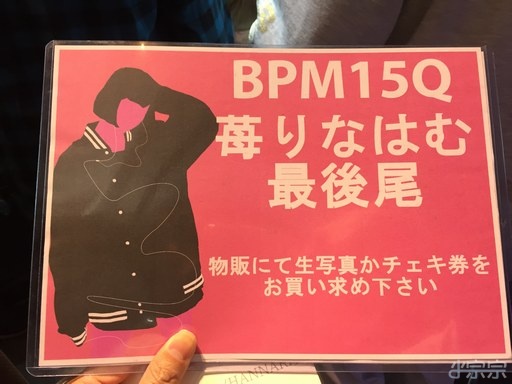 BPM15Q
苺りなはむ
最後尾
物販にて生写真かチェキ券を
お買い求め下さい